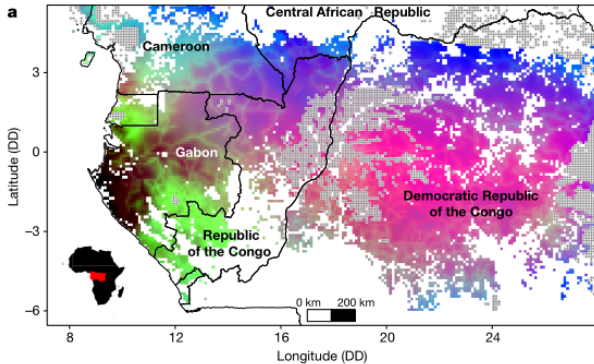 a
Central African Republic
Cameroon
3
Gabon
0
Democratic Republic
of the Congo
Republic
of the Congo
−3
−6
0 km 200 km
8 12 16 20 24
Latitude (DD)
Longitude (DD)